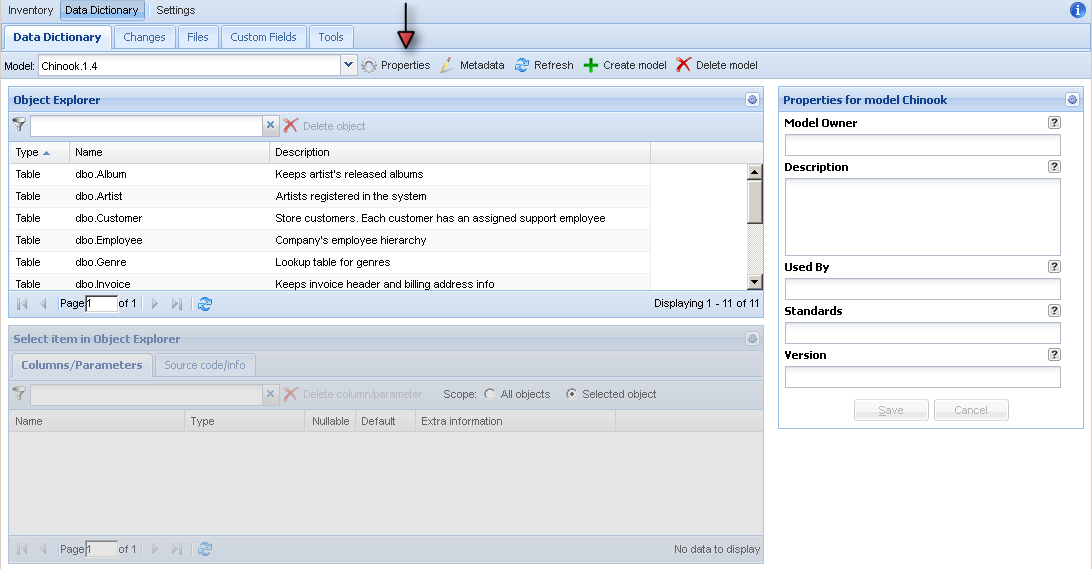 Inventory Data Dictionary Settings
Data Dictionary Changes Files Custom Fields Tools
Model: Chinook.1.4 Properties Metadata Refresh Create model Delete model
Object Explorer
Delete object
Type Name Description
Table dbo.Album Keeps artist's released albums
Table dbo.Artist Artists registered in the system
Table dbo.Customer Store customers. Each customer has an assigned support employee
Table dbo.Employee Company's employee hierarchy
Table dbo.Genre Lookup table for genres
Table dbo.Invoice Keeps invoice header and billing address info
Page 1 of 1 Displaying 1 - 11 of 11
Select item in Object Explorer
Columns/Parameters Source code/info
Delete column/parameter Scope: All objects Selected object
Name Type Nullable Default Extra information
Page 1 of 1 No data to display
Properties for model Chinook
Model Owner ?
Description ?
Used By ?
Standards ?
Version ?
Save Cancel